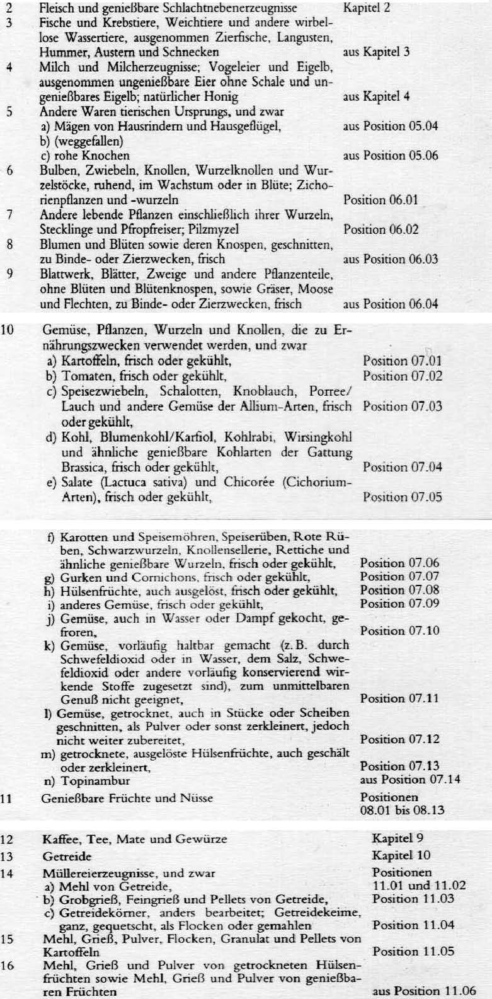 2 Fleisch und genießbare Schlachtnebenerzeugnisse Kapitel 2
3 Fische und Krebstiere, Weichtiere und andere wirbel-
lose Wassertiere, ausgenommen Zierfische, Langusten,
Hummer, Austern und Schnecken aus Kapitel 3
4 Milch und Milcherzeugnisse; Vogeleier und Eigelb,
ausgenommen ungenießbare Eier ohne Schale und un-
genießbares Eigelb; natürlicher Honig aus Kapitel 4
5 Andere Waren tierischen Ursprungs, und zwar
a) Mägen von Hausrindern und Hausgeflügel, aus Position 05.04
b) (weggefallen)
c) rohe Knochen aus Position 05.06
6 Bulben, Zwiebeln, Knollen, Wurzelknollen und Wur-
zelstöcke, ruhend, im Wachstum oder in Blüte; Zicho-
rienpflanzen und -wurzeln Position 06.01
7 Andere lebende Pflanzen einschließlich ihrer Wurzeln,
Stecklinge und Pfropfreiser; Pilzmyzel Position 06.02
8 Blumen und Blüten sowie deren Knospen, geschnitten,
zu Binde- oder Zierzwecken, frisch aus Position 06.03
9 Blattwerk, Blätter, Zweige und andere Pflanzenteile,
ohne Blüten und Blütenknospen, sowie Gräser, Moose
und Flechten, zu Binde- oder Zierzwecken, frisch aus Position 06.04
10 Gemüse, Pflanzen, Wurzeln und Knollen, die zu Er-
nährungszwecken verwendet werden, und zwar
a) Kartoffeln, frisch oder gekühlt, Position 07.01
b) Tomaten, frisch oder gekühlt, Position 07.02
c) Speisezwiebeln, Schalotten, Knoblauch, Porree/
Lauch und andere Gemüse der Allium-Arten, frisch Position 07.03
oder gekühlt,
d) Kohl, Blumenkohl/Karfiol, Kohlrabi, Wirsingkohl
und ähnliche genießbare Kohlarten der Gattung
Brassica, frisch oder gekühlt, Position 07.04
e) Salate (Lactuca sativa) und Chicorée (Cichorium-
Arten), frisch oder gekühlt, Position 07.05
f) Karotten und Speisemöhren, Speiserüben, Rote Rü-
ben, Schwarzwurzeln, Knollensellerie, Rettiche und
ähnliche genießbare Wurzeln, frisch oder gekühlt, Position 07.06
g) Gurken und Cornichons, frisch oder gekühlt, Position 07.07
h) Hülsenfrüchte, auch ausgelöst, frisch oder gekühlt, Position 07.08
i) anderes Gemüse, frisch oder gekühlt, Position 07.09
j) Gemüse, auch in Wasser oder Dampf gekocht, ge-
froren, Position 07.10
k) Gemüse, vorläufig haltbar gemacht (z. B. durch
Schwefeldioxid oder in Wasser, dem Salz, Schwe-
feldioxid oder andere vorläufig konservierend wir-
kende Stoffe zugesetzt sind), zum unmittelbaren
Genuß nicht geeignet, Position 07.11
l) Gemüse, getrocknet, auch in Stücke oder Scheiben
geschnitten, als Pulver oder sonst zerkleinert, jedoch
nicht weiter zubereitet, Position 07.12
m) getrocknete, ausgelöste Hülsenfrüchte, auch geschält
oder zerkleinert, Position 07.13
n) Topinambur aus Position 07.14
11 Genießbare Früchte und Nüsse Positionen
08.01 bis 08.13
12 Kaffee, Tee, Mate und Gewürze Kapitel 9
13 Getreide Kapitel 10
14 Müllereierzeugnisse, und zwar Positionen
a) Mehl von Getreide, 11.01 und 11.02
b) Grobgrieß, Feingrieß und Pellets von Getreide, Position 11.03
c) Getreidekörner, anders bearbeitet; Getreidekeime,
ganz, gequetscht, als Flocken oder gemahlen Position 11.04
15 Mehl, Grieß, Pulver, Flocken, Granulat und Pellets von
Kartoffeln Position 11.05
16 Mehl, Grieß und Pulver von getrockneten Hülsen-
früchten sowie Mehl, Grieß und Pulver von genießba-
ren Früchten aus Position 11.06